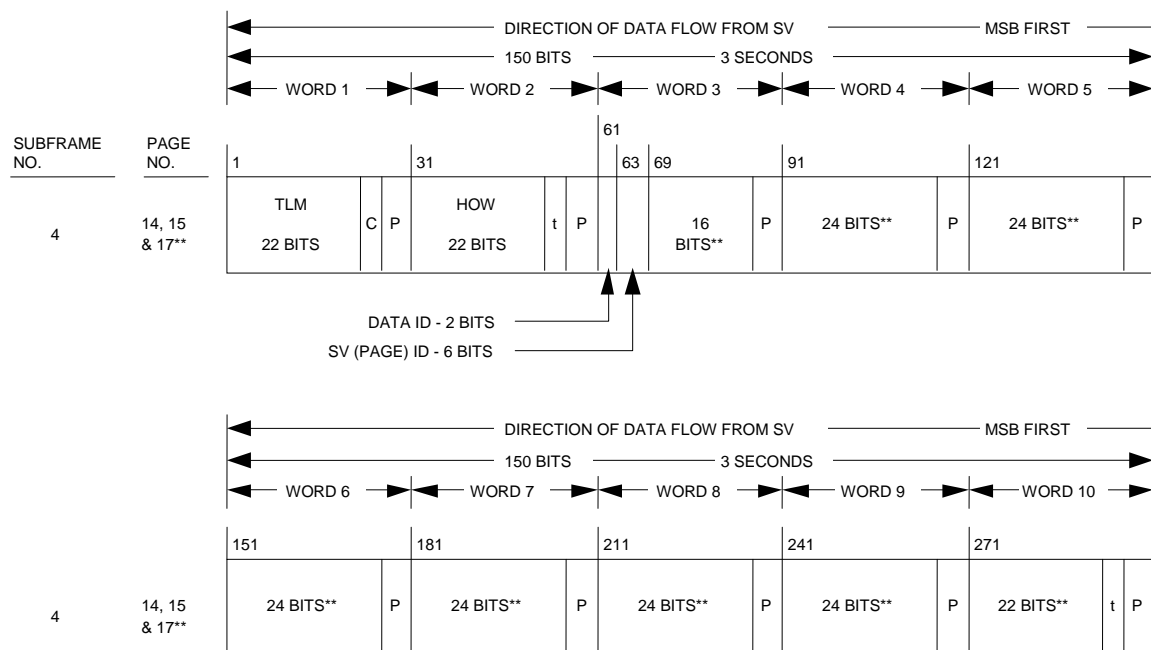 DIRECTION OF DATA FLOW FROM SV MSB FIRST
150 BITS 3 SECONDS
WORD 1 WORD 2 WORD 3 WORD 4 WORD 5
61
SUBFRAME NO. PAGE NO. 1 31 63 69 91 121
4
14, 15 & 17**
TLM
22 BITS
C P
HOW
22 BITS
t P
16
BITS**
P
24 BITS** P
24 BITS** P
DATA ID - 2 BITS
SV (PAGE) ID - 6 BITS
DIRECTION OF DATA FLOW FROM SV MSB FIRST
150 BITS 3 SECONDS
WORD 6 WORD 7 WORD 8 WORD 9 WORD 10
151 181 211 241 271
4
14, 15 & 17**
24 BITS** P 24 BITS** P 24 BITS** P 24 BITS** P 22 BITS** t P